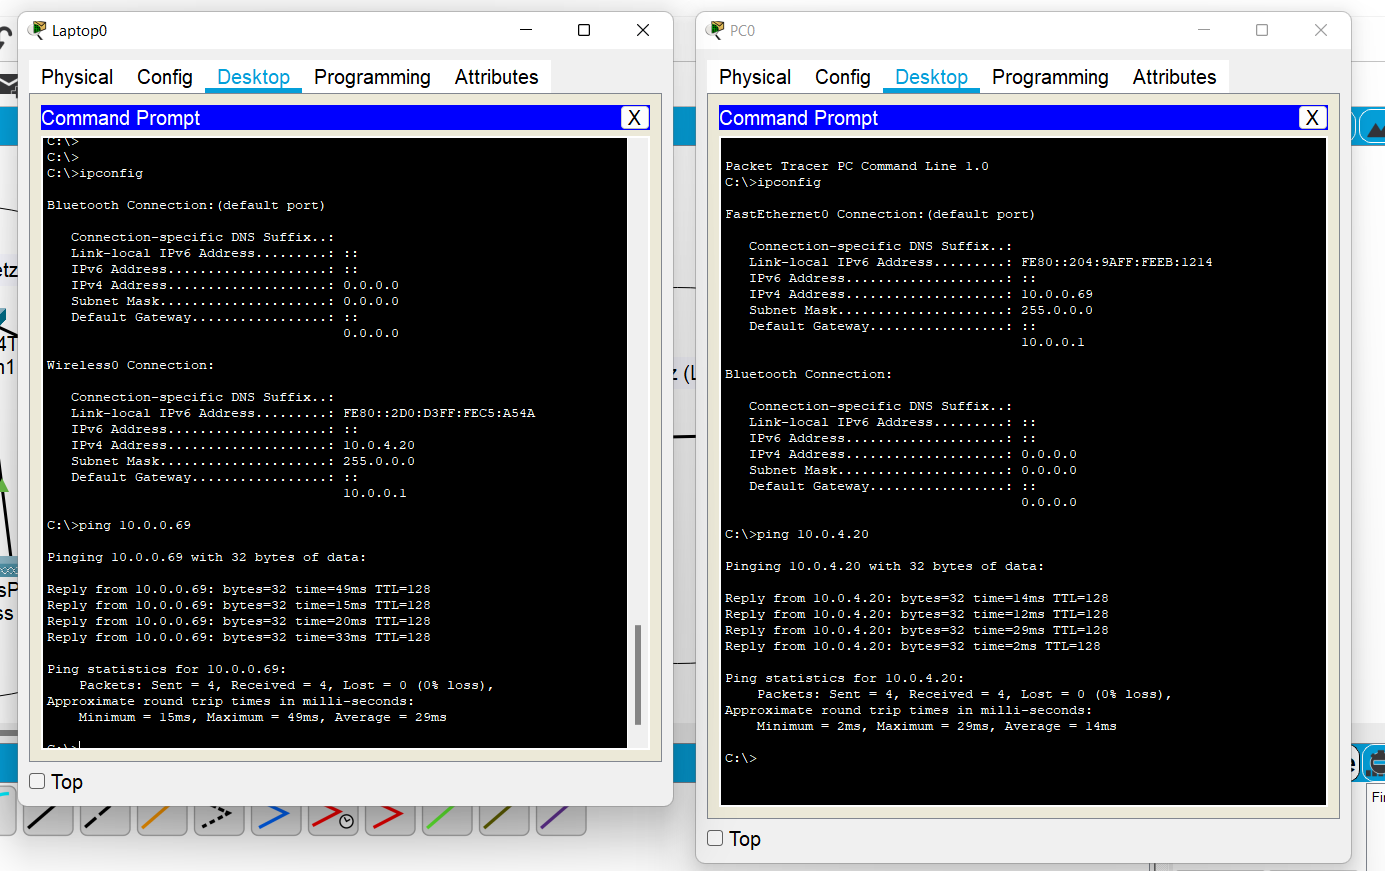 Laptop0
Physical Config Desktop Programming Attributes
Command Prompt X
C:\>
C:\>
C:\>ipconfig
Bluetooth Connection:(default port)
Connection-specific DNS Suffix..:
Link-local IPv6 Address.........: ::
IPv6 Address....................: ::
IPv4 Address....................: 0.0.0.0
Subnet Mask.....................: 0.0.0.0
Default Gateway.................: ::
0.0.0.0
Wireless0 Connection:
Connection-specific DNS Suffix..:
Link-local IPv6 Address.........: FE80::2D0:D3FF:FEC5:A54A
IPv6 Address....................: ::
IPv4 Address....................: 10.0.4.20
Subnet Mask.....................: 255.0.0.0
Default Gateway.................: ::
10.0.0.1
C:\>ping 10.0.0.69
Pinging 10.0.0.69 with 32 bytes of data:
Reply from 10.0.0.69: bytes=32 time=49ms TTL=128
Reply from 10.0.0.69: bytes=32 time=15ms TTL=128
Reply from 10.0.0.69: bytes=32 time=20ms TTL=128
Reply from 10.0.0.69: bytes=32 time=33ms TTL=128
Ping statistics for 10.0.0.69:
Packets: Sent = 4, Received = 4, Lost = 0 (0% loss),
Approximate round trip times in milli-seconds:
Minimum = 15ms, Maximum = 49ms, Average = 29ms
C:\>
Top
PC0
Physical Config Desktop Programming Attributes
Command Prompt X
Packet Tracer PC Command Line 1.0
C:\>ipconfig
FastEthernet0 Connection:(default port)
Connection-specific DNS Suffix..:
Link-local IPv6 Address.........: FE80::204:9AFF:FEEB:1214
IPv6 Address....................: ::
IPv4 Address....................: 10.0.0.69
Subnet Mask.....................: 255.0.0.0
Default Gateway.................: ::
10.0.0.1
Bluetooth Connection:
Connection-specific DNS Suffix..:
Link-local IPv6 Address.........: ::
IPv6 Address....................: ::
IPv4 Address....................: 0.0.0.0
Subnet Mask.....................: 0.0.0.0
Default Gateway.................: ::
0.0.0.0
C:\>ping 10.0.4.20
Pinging 10.0.4.20 with 32 bytes of data:
Reply from 10.0.4.20: bytes=32 time=14ms TTL=128
Reply from 10.0.4.20: bytes=32 time=12ms TTL=128
Reply from 10.0.4.20: bytes=32 time=29ms TTL=128
Reply from 10.0.4.20: bytes=32 time=2ms TTL=128
Ping statistics for 10.0.4.20:
Packets: Sent = 4, Received = 4, Lost = 0 (0% loss),
Approximate round trip times in milli-seconds:
Minimum = 2ms, Maximum = 29ms, Average = 14ms
C:\>
Top